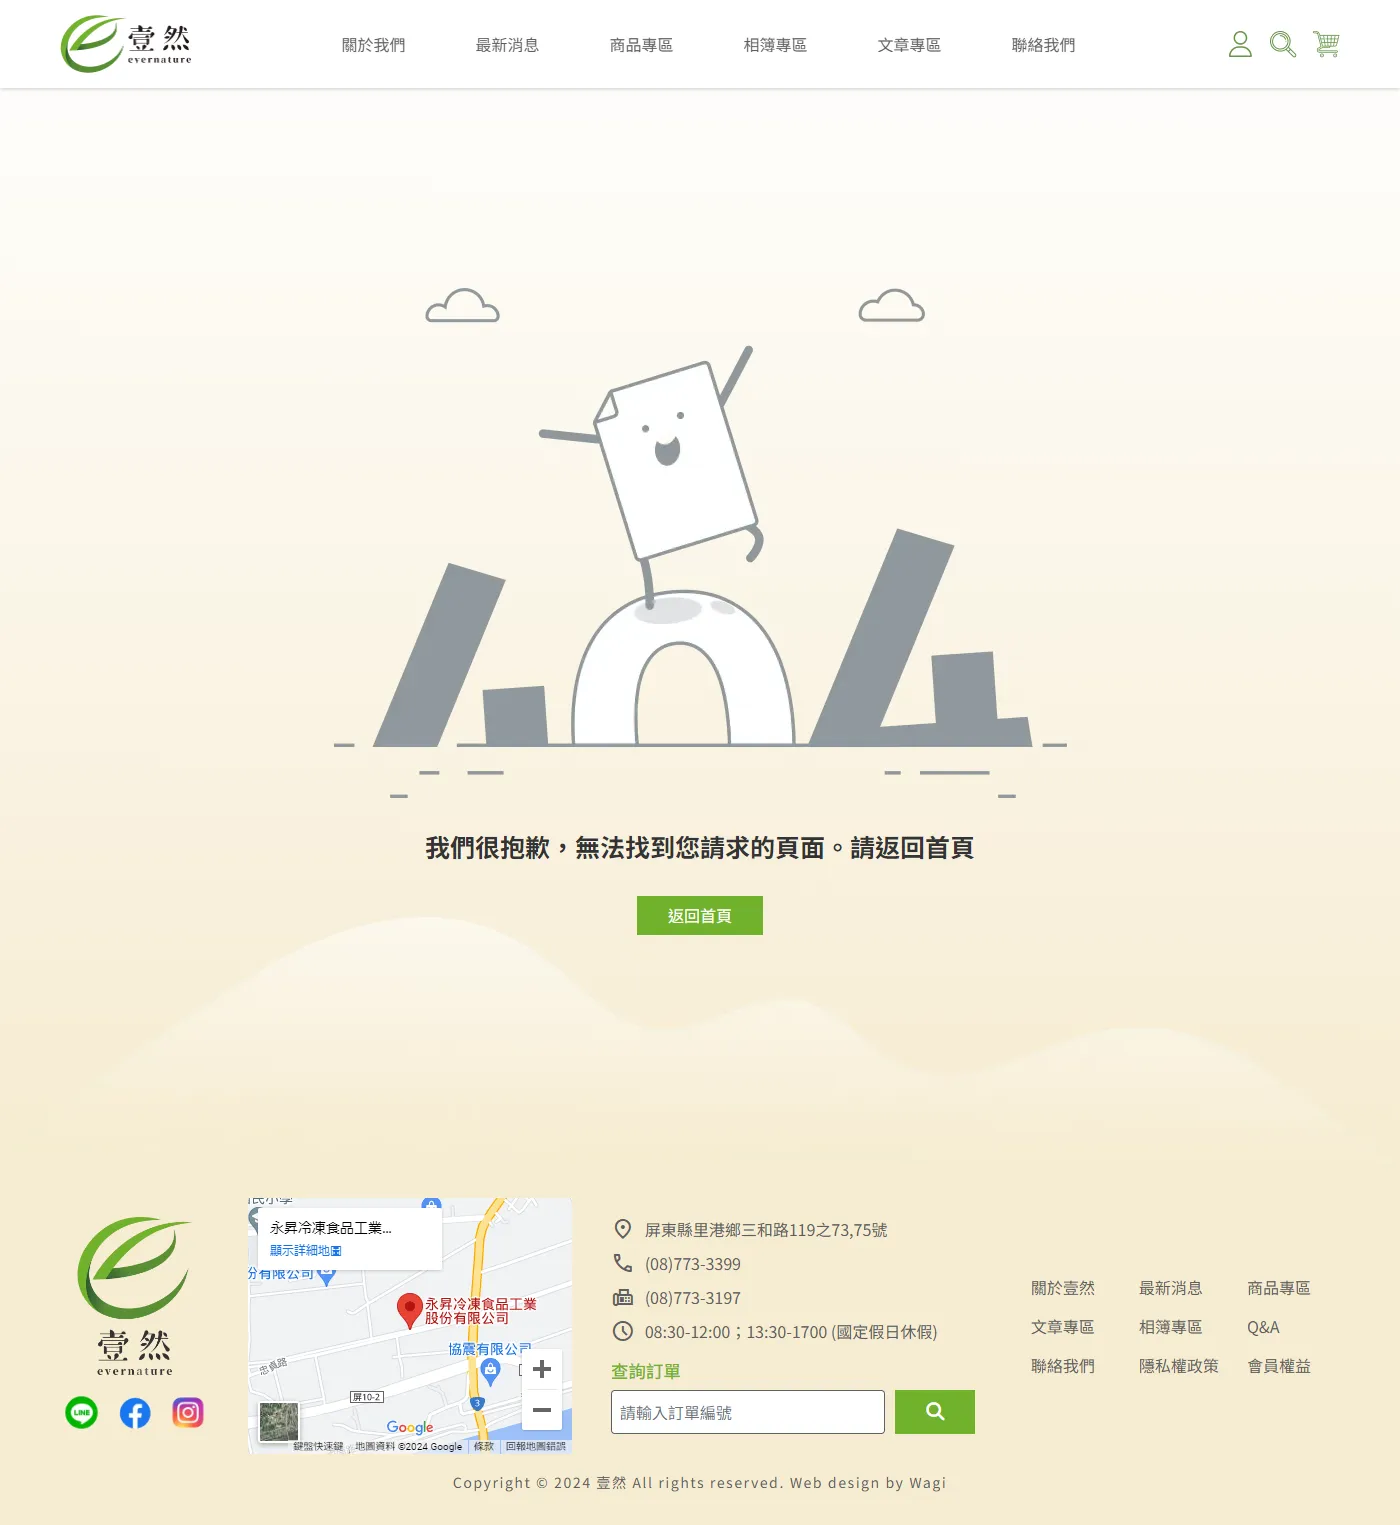 壹然
evernature
關於我們
最新消息
商品專區
相簿專區
文章專區
聯絡我們
404
我們很抱歉，無法找到您請求的頁面。請返回首頁
返回首頁
壹然
evernature
LINE
永昇冷凍食品工業...
顯示詳細地圖
份有限公司
永昇冷凍食品工業
股份有限公司
協震有限公司
忠貞路
屏10-2
3
Google
鍵盤快速鍵
地圖資料 ©2024 Google
條款
回報地圖錯誤
屏東縣里港鄉三和路119之73,75號
(08)773-3399
(08)773-3197
08:30-12:00；13:30-1700 (國定假日休假)
查詢訂單
請輸入訂單編號
關於壹然
最新消息
商品專區
文章專區
相簿專區
Q&A
聯絡我們
隱私權政策
會員權益
Copyright © 2024 壹然 All rights reserved. Web design by Wagi